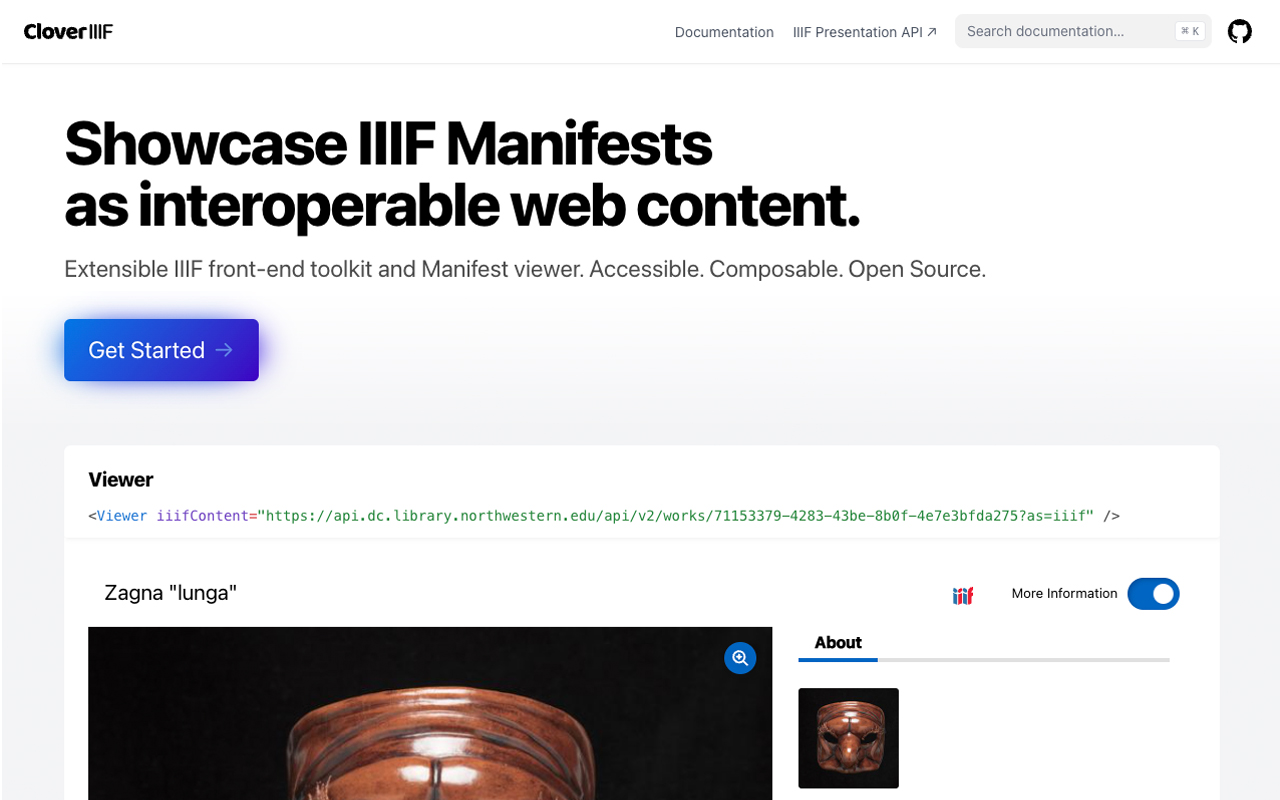 Clover IIIF
Documentation
IIIF Presentation API ↗
Search documentation…
⌘ K
Showcase IIIF Manifests
as interoperable web content.
Extensible IIIF front-end toolkit and Manifest viewer. Accessible. Composable. Open Source.
Get Started →
Viewer
<Viewer iiifContent="https://api.dc.library.northwestern.edu/api/v2/works/71153379-4283-43be-8b0f-4e7e3bfda275?as=iiif" />
Zagna "lunga"
iiif
More Information
About